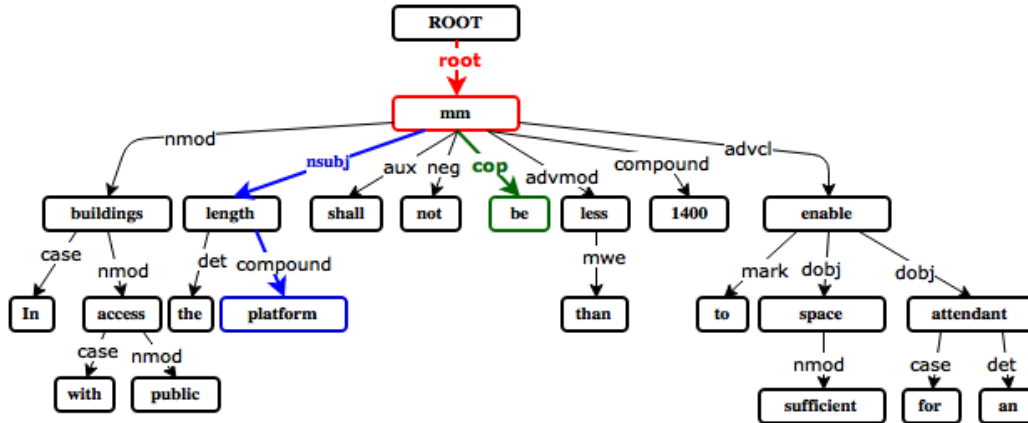 ROOT
root
mm
nmod nsubj aux neg cop advmod compound advcl
buildings length shall not be less 1400 enable
case nmod det compound mwe mark dobj dobj
In access the platform than to space attendant
case nmod nmod case det
with public sufficient for an